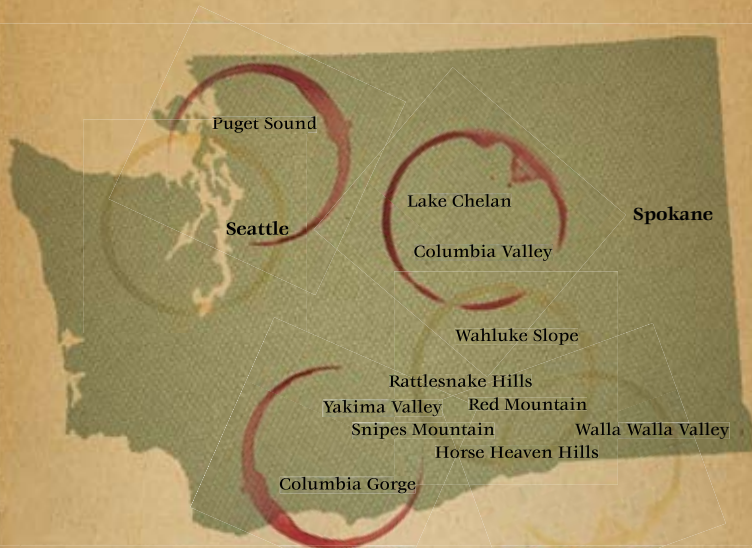 Puget Sound
Lake Chelan
Spokane
Seattle
Columbia Valley
Wahluke Slope
Rattlesnake Hills
Yakima Valley
Red Mountain
Snipes Mountain
Walla Walla Valley
Horse Heaven Hills
Columbia Gorge